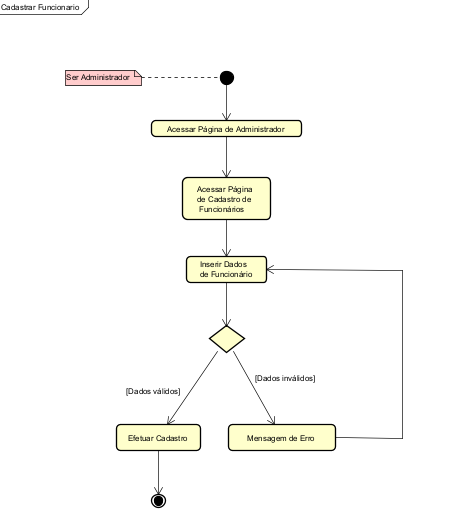 Cadastrar Funcionario
Ser Administrador
Acessar Página de Administrador
Acessar Página
de Cadastro de
Funcionários
Inserir Dados
de Funcionário
[Dados válidos]
[Dados inválidos]
Efetuar Cadastro
Mensagem de Erro